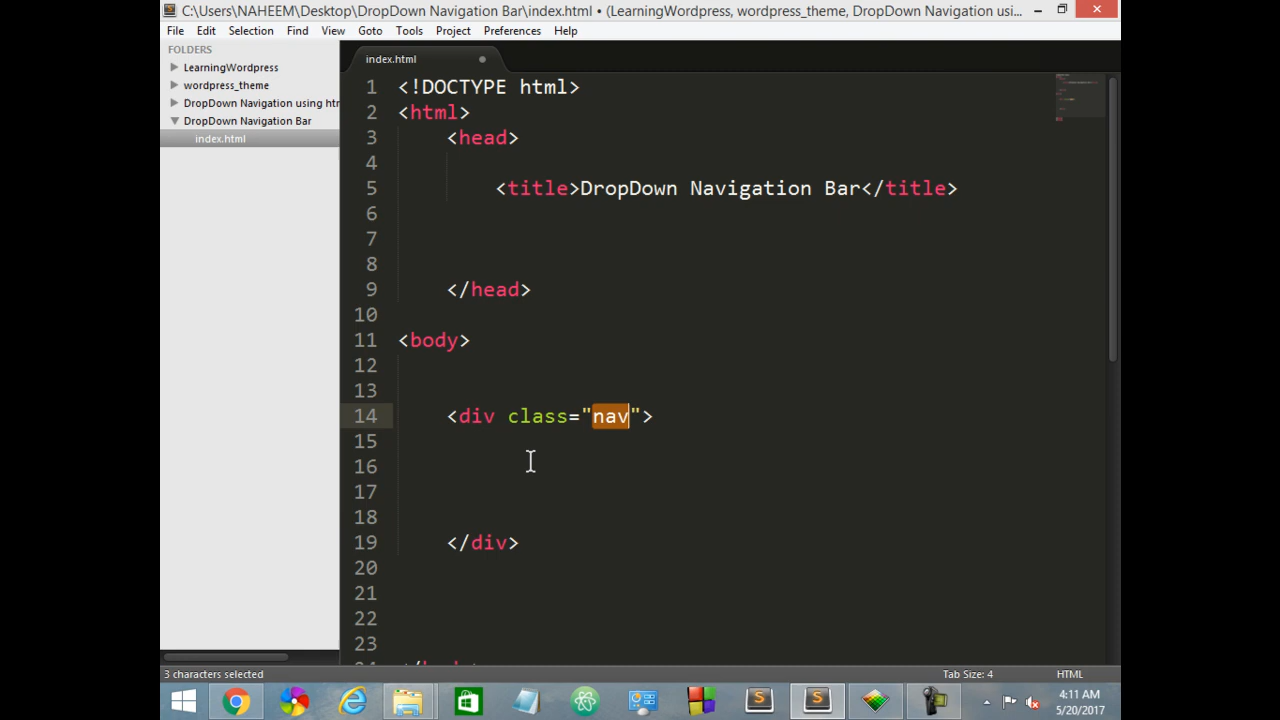 C:\Users\NAHEEM\Desktop\DropDown Navigation Bar\index.html • (LearningWordpress, wordpress_theme, DropDown Navigation usi...
File Edit Selection Find View Goto Tools Project Preferences Help
FOLDERS
LearningWordpress
wordpress_theme
DropDown Navigation using htr
DropDown Navigation Bar
index.html
index.html
1 <!DOCTYPE html>
2 <html>
3 <head>
4
5 <title>DropDown Navigation Bar</title>
6
7
8
9 </head>
10
11 <body>
12
13
14 <div class="nav">
15
16
17
18
19 </div>
20
21
22
23
3 characters selected
Tab Size: 4
HTML
4:11 AM
5/20/2017